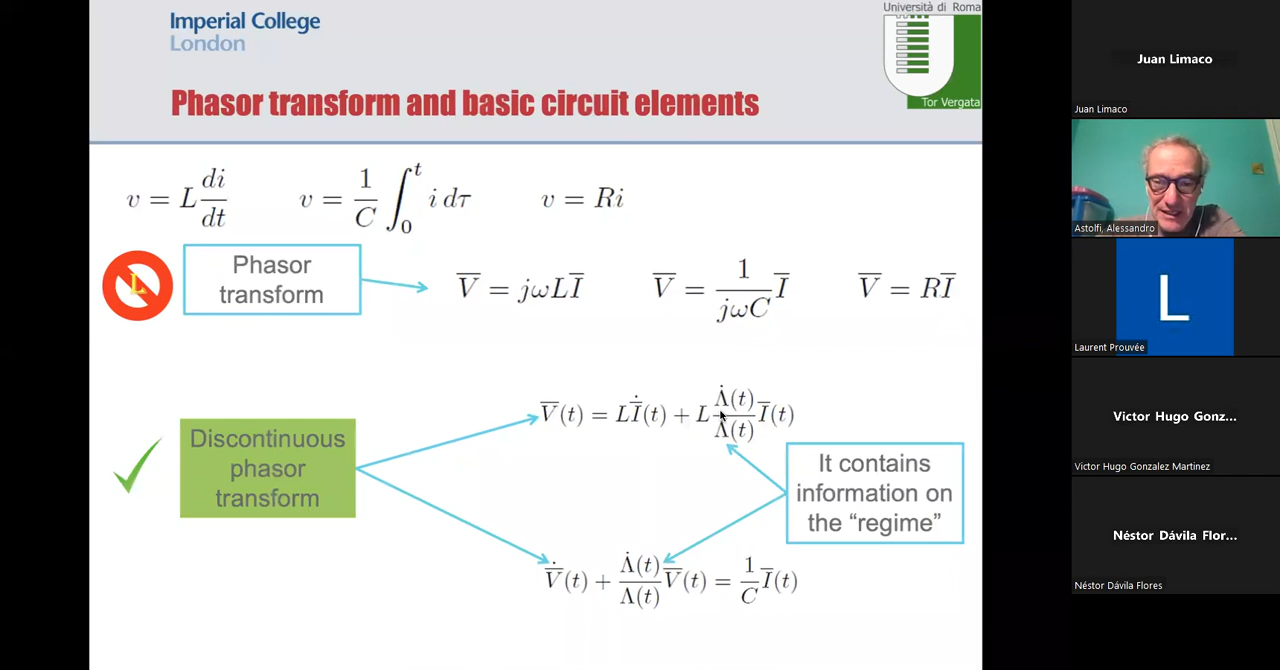 Imperial College
London
Università di Roma
Tor Vergata
Phasor transform and basic circuit elements
v = L di/dt
v = 1/C ∫₀ᵗ i dτ
v = Ri
L
Phasor
transform
V̅ = jωLI̅
V̅ = 1/(jωC) I̅
V̅ = RI̅
Discontinuous
phasor
transform
V̅(t) = L İ̅(t) + L Λ̇(t)/Λ(t) I̅(t)
It contains
information on
the “regime”
V̇̅(t) + Λ̇(t)/Λ(t) V̅(t) = 1/C I̅(t)
Juan Limaco
Juan Limaco
Astolfi, Alessandro
L
Laurent Prouvée
Victor Hugo Gonz...
Victor Hugo Gonzalez Martinez
Néstor Dávila Flor...
Néstor Dávila Flores